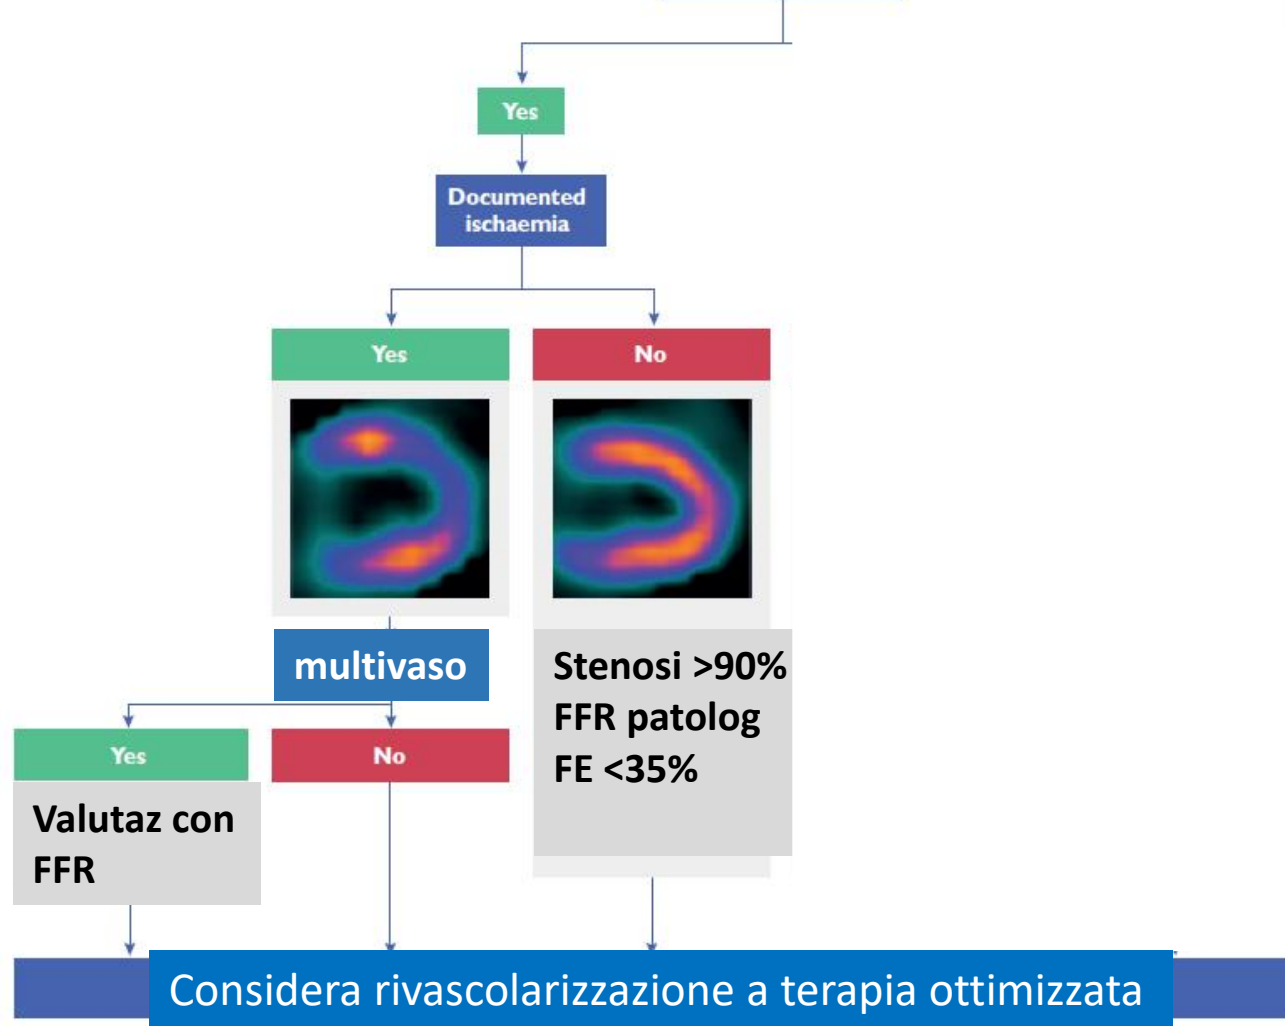 Yes
Documented
ischaemia
Yes
No
multivaso
Stenosi >90%
FFR patolog
FE <35%
Yes
No
Valutaz con
FFR
Considera rivascolarizzazione a terapia ottimizzata